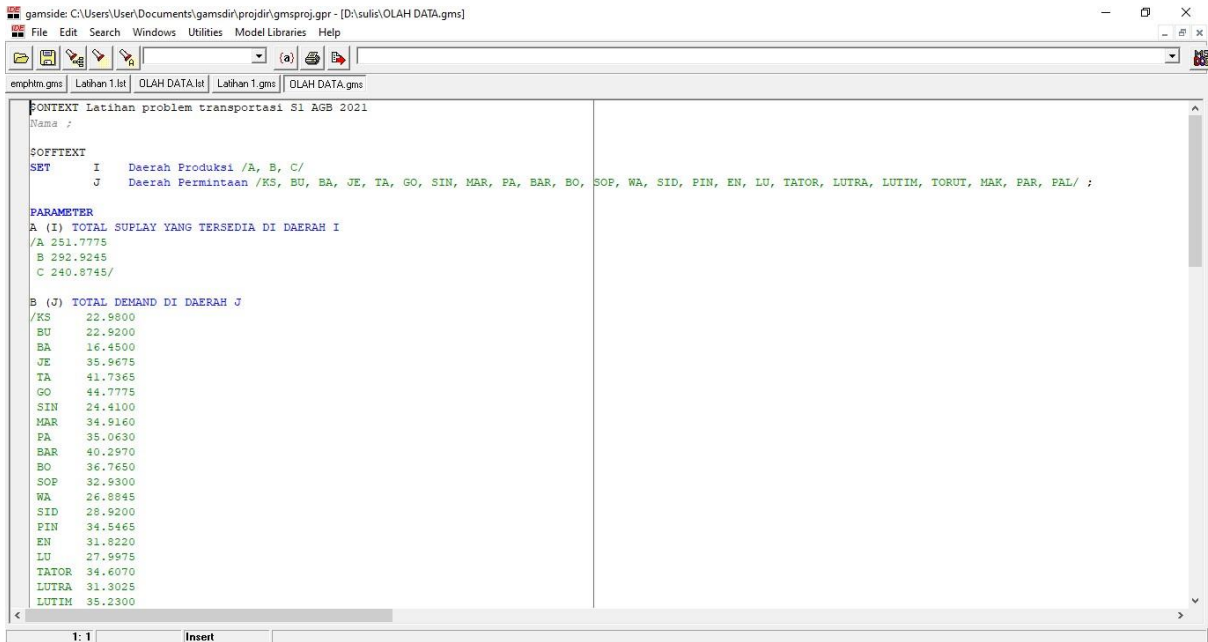 gamside: C:\Users\User\Documents\gamsdir\projdir\gmsproj.gpr - [D:\sulis\OLAH DATA.gms]
File Edit Search Windows Utilities Model Libraries Help
{a}
emphtm.gms Latihan 1.lst OLAH DATA.lst Latihan 1.gms OLAH DATA.gms
$ONTEXT Latihan problem transportasi S1 AGB 2021
Nama ;
$OFFTEXT
SET I Daerah Produksi /A, B, C/
J Daerah Permintaan /KS, BU, BA, JE, TA, GO, SIN, MAR, PA, BAR, BO, SOP, WA, SID, PIN, EN, LU, TATOR, LUTRA, LUTIM, TORUT, MAK, PAR, PAL/ ;
PARAMETER
A (I) TOTAL SUPLAY YANG TERSEDIA DI DAERAH I
/A 251.7775
B 292.9245
C 240.8745/
B (J) TOTAL DEMAND DI DAERAH J
/KS 22.9800
BU 22.9200
BA 16.4500
JE 35.9675
TA 41.7365
GO 44.7775
SIN 24.4100
MAR 34.9160
PA 35.0630
BAR 40.2970
BO 36.7650
SOP 32.9300
WA 26.8845
SID 28.9200
PIN 34.5465
EN 31.8220
LU 27.9975
TATOR 34.6070
LUTRA 31.3025
LUTIM 35.2300
1: 1 Insert